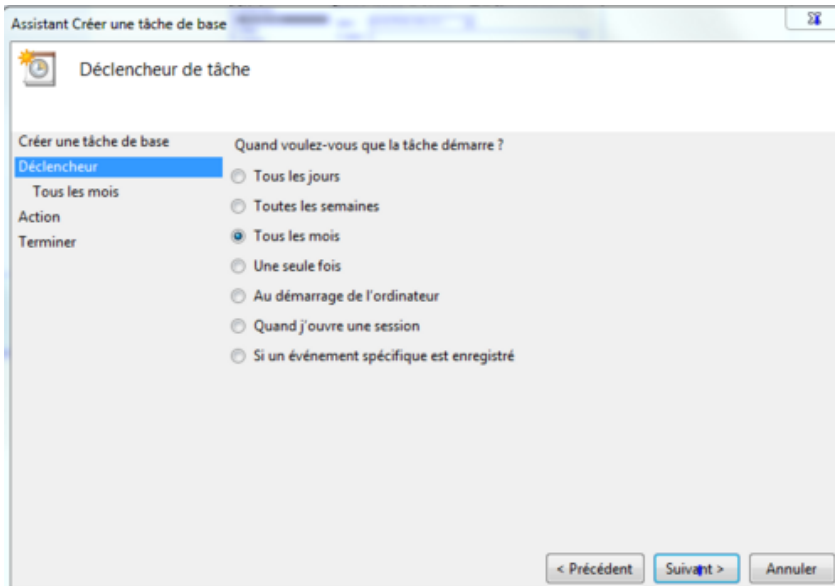 Assistant Créer une tâche de base
Déclencheur de tâche
Créer une tâche de base
Déclencheur
Tous les mois
Action
Terminer
Quand voulez-vous que la tâche démarre ?
Tous les jours
Toutes les semaines
Tous les mois
Une seule fois
Au démarrage de l'ordinateur
Quand j'ouvre une session
Si un événement spécifique est enregistré
< Précédent
Suivant >
Annuler